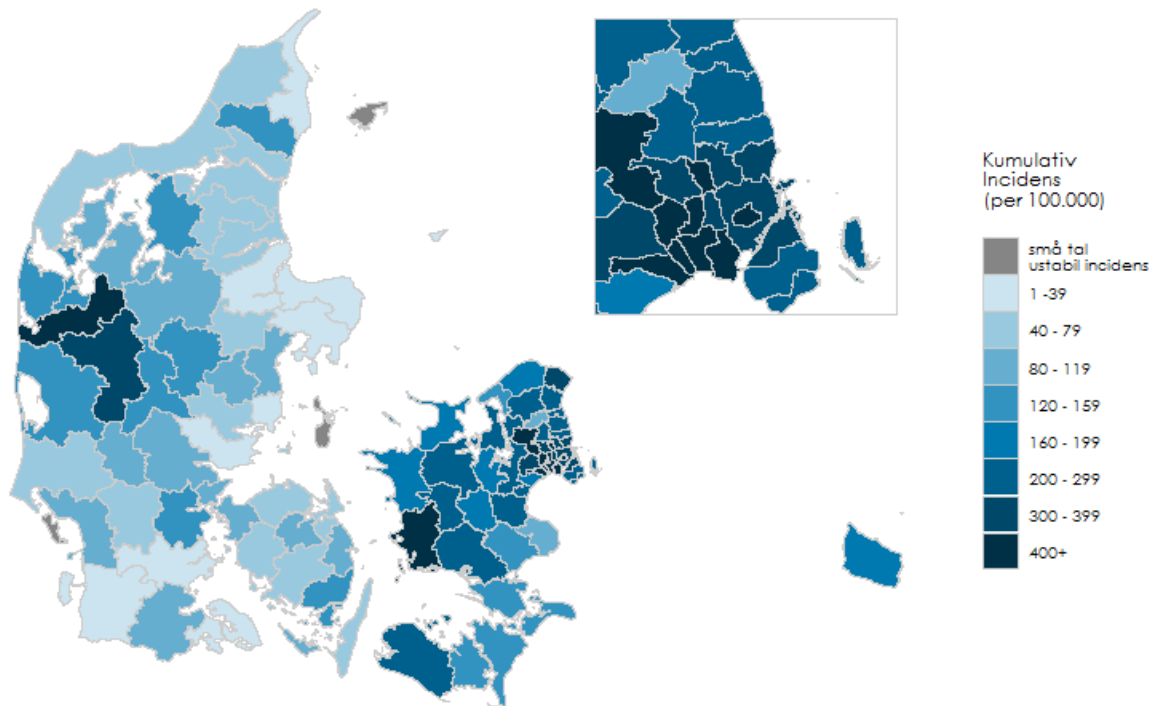 Kumulativ
Incidens
(per 100.000)
små tal
ustabil incidens
1 -39
40 - 79
80 - 119
120 - 159
160 - 199
200 - 299
300 - 399
400+